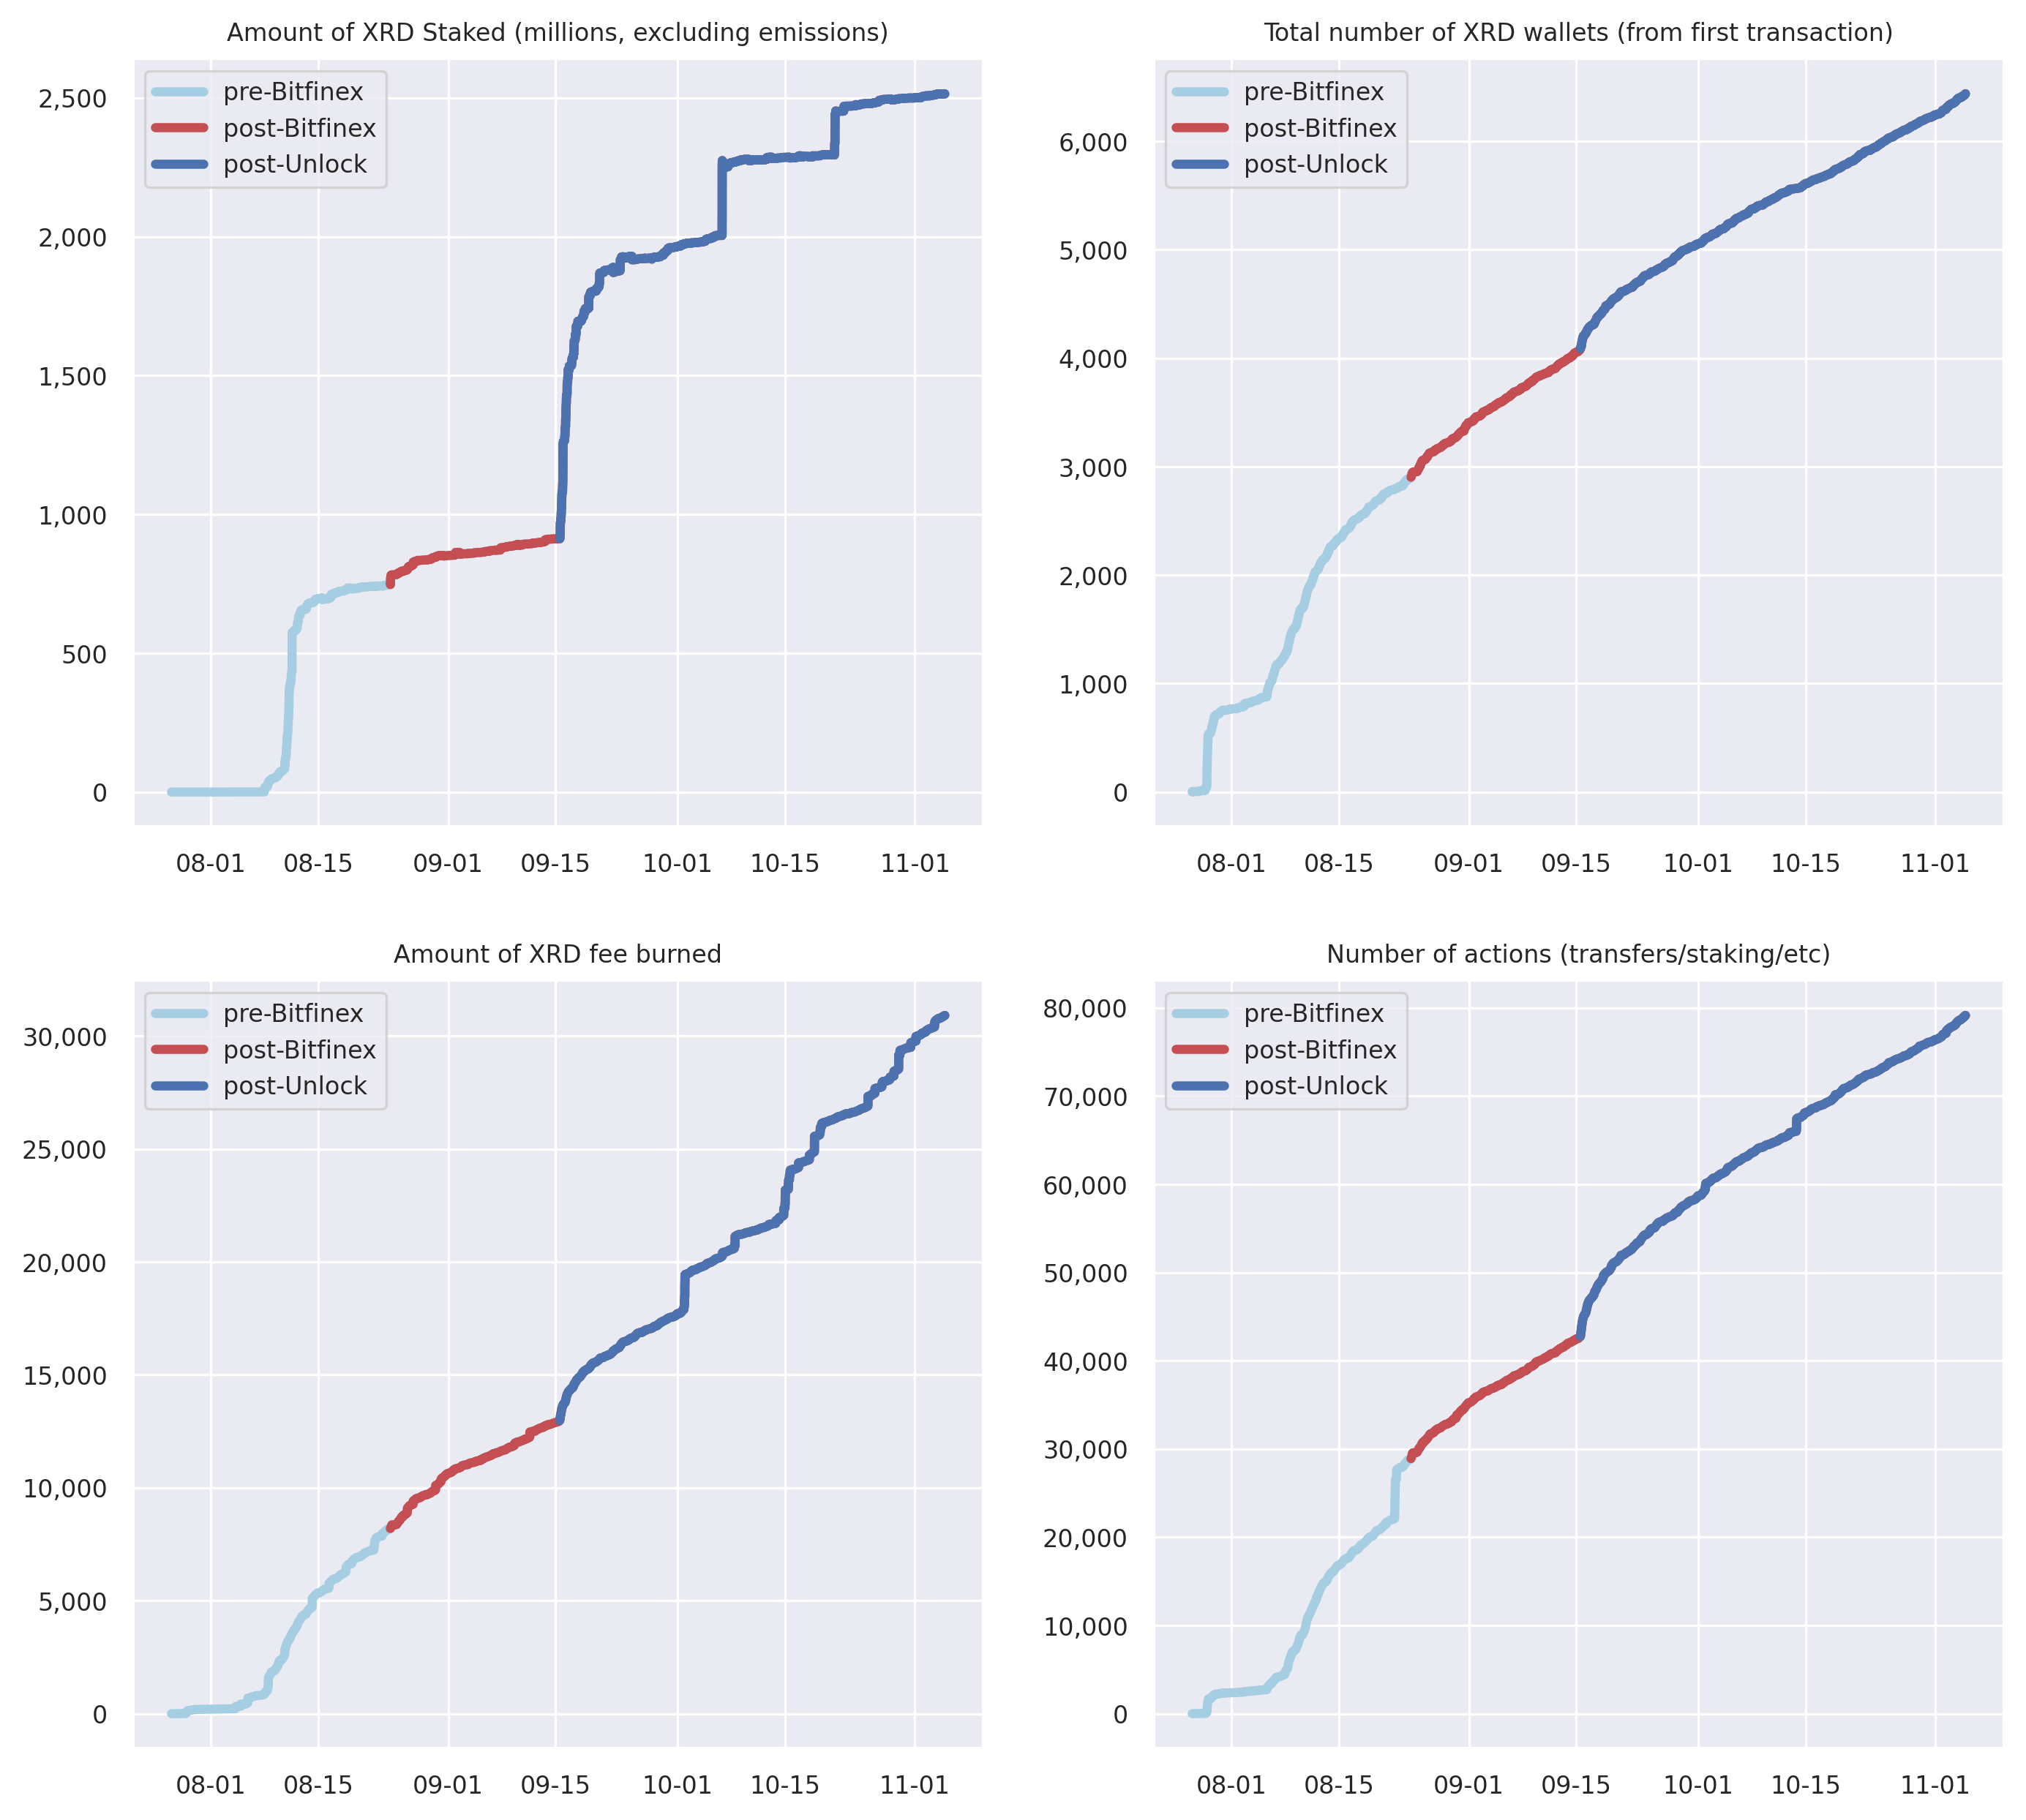 Amount of XRD Staked (millions, excluding emissions)
pre-Bitfinex
post-Bitfinex
post-Unlock
2,500
2,000
1,500
1,000
500
0
08-01 08-15 09-01 09-15 10-01 10-15 11-01
Total number of XRD wallets (from first transaction)
pre-Bitfinex
post-Bitfinex
post-Unlock
6,000
5,000
4,000
3,000
2,000
1,000
0
08-01 08-15 09-01 09-15 10-01 10-15 11-01
Amount of XRD fee burned
pre-Bitfinex
post-Bitfinex
post-Unlock
30,000
25,000
20,000
15,000
10,000
5,000
0
08-01 08-15 09-01 09-15 10-01 10-15 11-01
Number of actions (transfers/staking/etc)
pre-Bitfinex
post-Bitfinex
post-Unlock
80,000
70,000
60,000
50,000
40,000
30,000
20,000
10,000
0
08-01 08-15 09-01 09-15 10-01 10-15 11-01